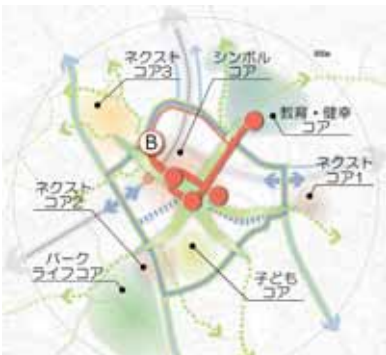 ネクスト
コア3
シンボル
コア
教育・健幸
コア
B
ネクスト
コア1
ネクスト
コア2
パーク
ライフコア
子ども
コア